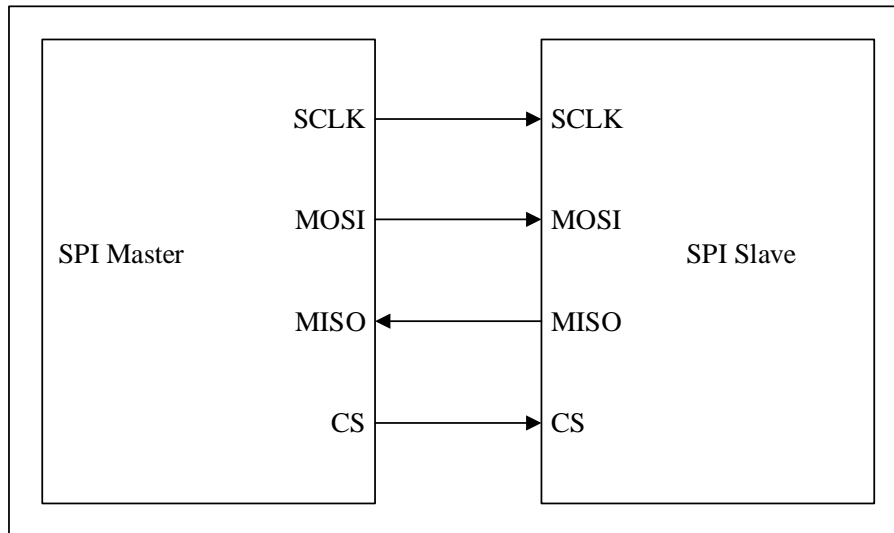 SCLK
SCLK
MOSI
MOSI
SPI Master
SPI Slave
MISO
MISO
CS
CS